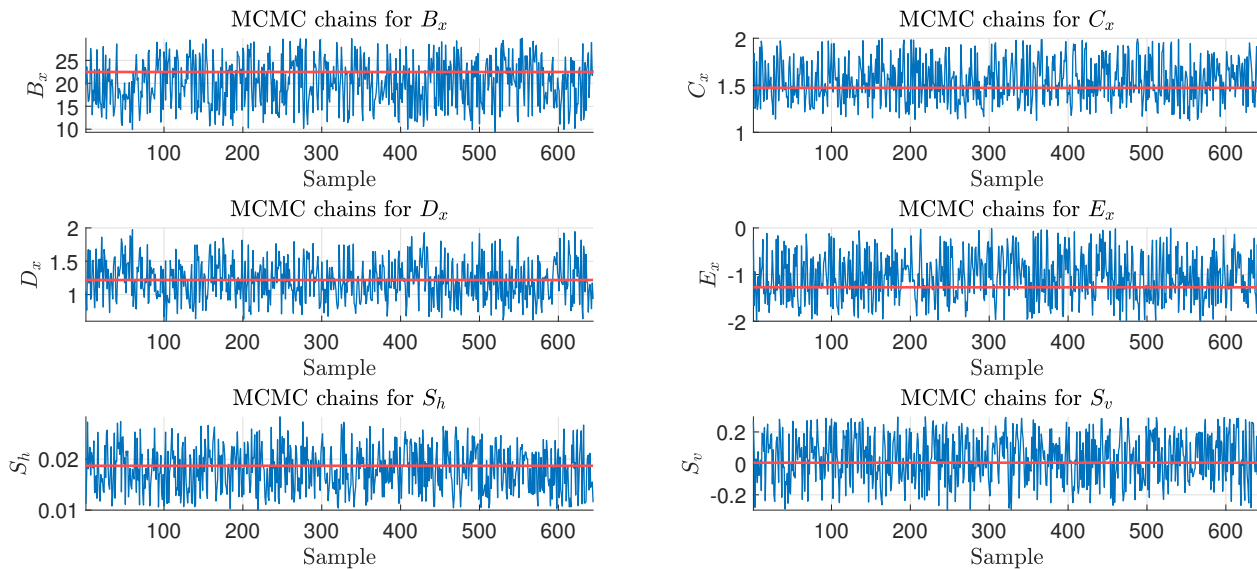 MCMC chains for $B_x$
25
20
15
10
$B_x$
100 200 300 400 500 600
Sample
MCMC chains for $C_x$
2
1.5
1
$C_x$
100 200 300 400 500 600
Sample
MCMC chains for $D_x$
2
1.5
1
$D_x$
100 200 300 400 500 600
Sample
MCMC chains for $E_x$
0
-1
-2
$E_x$
100 200 300 400 500 600
Sample
MCMC chains for $S_h$
0.02
0.01
$S_h$
100 200 300 400 500 600
Sample
MCMC chains for $S_v$
0.2
0
-0.2
$S_v$
100 200 300 400 500 600
Sample